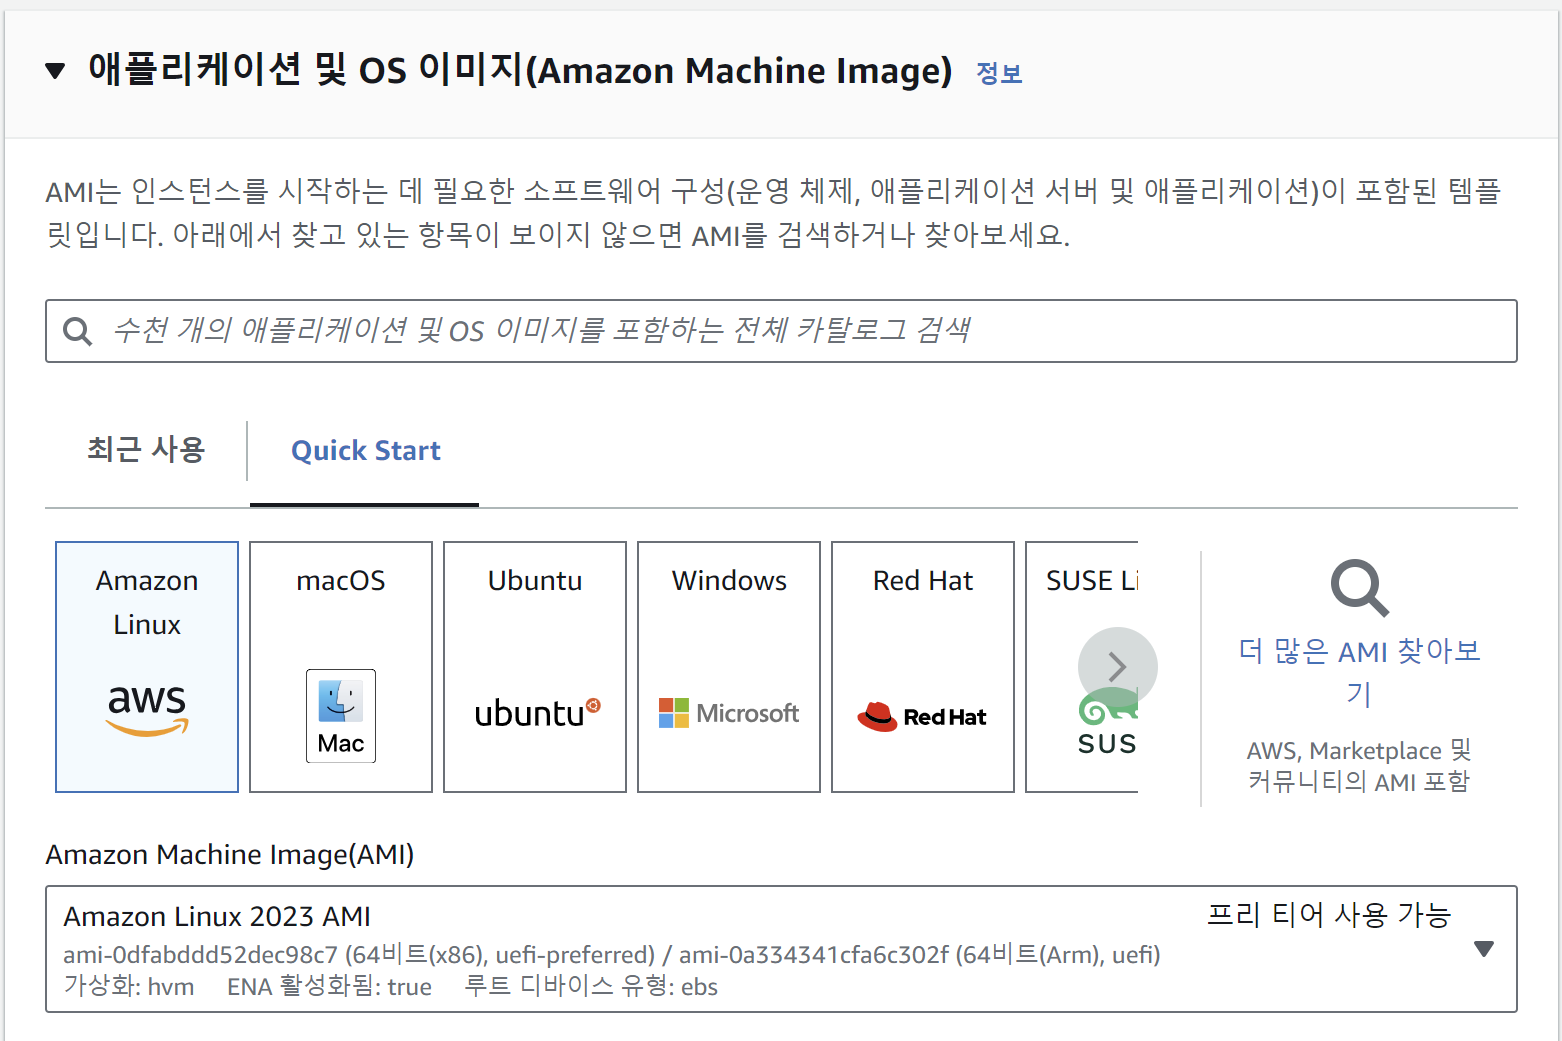 애플리케이션 및 OS 이미지(Amazon Machine Image) 정보
AMI는 인스턴스를 시작하는 데 필요한 소프트웨어 구성(운영 체제, 애플리케이션 서버 및 애플리케이션)이 포함된 템플
릿입니다. 아래에서 찾고 있는 항목이 보이지 않으면 AMI를 검색하거나 찾아보세요.
수천 개의 애플리케이션 및 OS 이미지를 포함하는 전체 카탈로그 검색
최근 사용
Quick Start
Amazon
Linux
aws
macOS
Mac
Ubuntu
ubuntu
Windows
Microsoft
Red Hat
Red Hat
SUSE Li
SUS
더 많은 AMI 찾아보
기
AWS, Marketplace 및
커뮤니티의 AMI 포함
Amazon Machine Image(AMI)
Amazon Linux 2023 AMI
프리 티어 사용 가능
ami-0dfabddd52dec98c7 (64비트(x86), uefi-preferred) / ami-0a334341cfa6c302f (64비트(Arm), uefi)
가상화: hvm ENA 활성화됨: true 루트 디바이스 유형: ebs